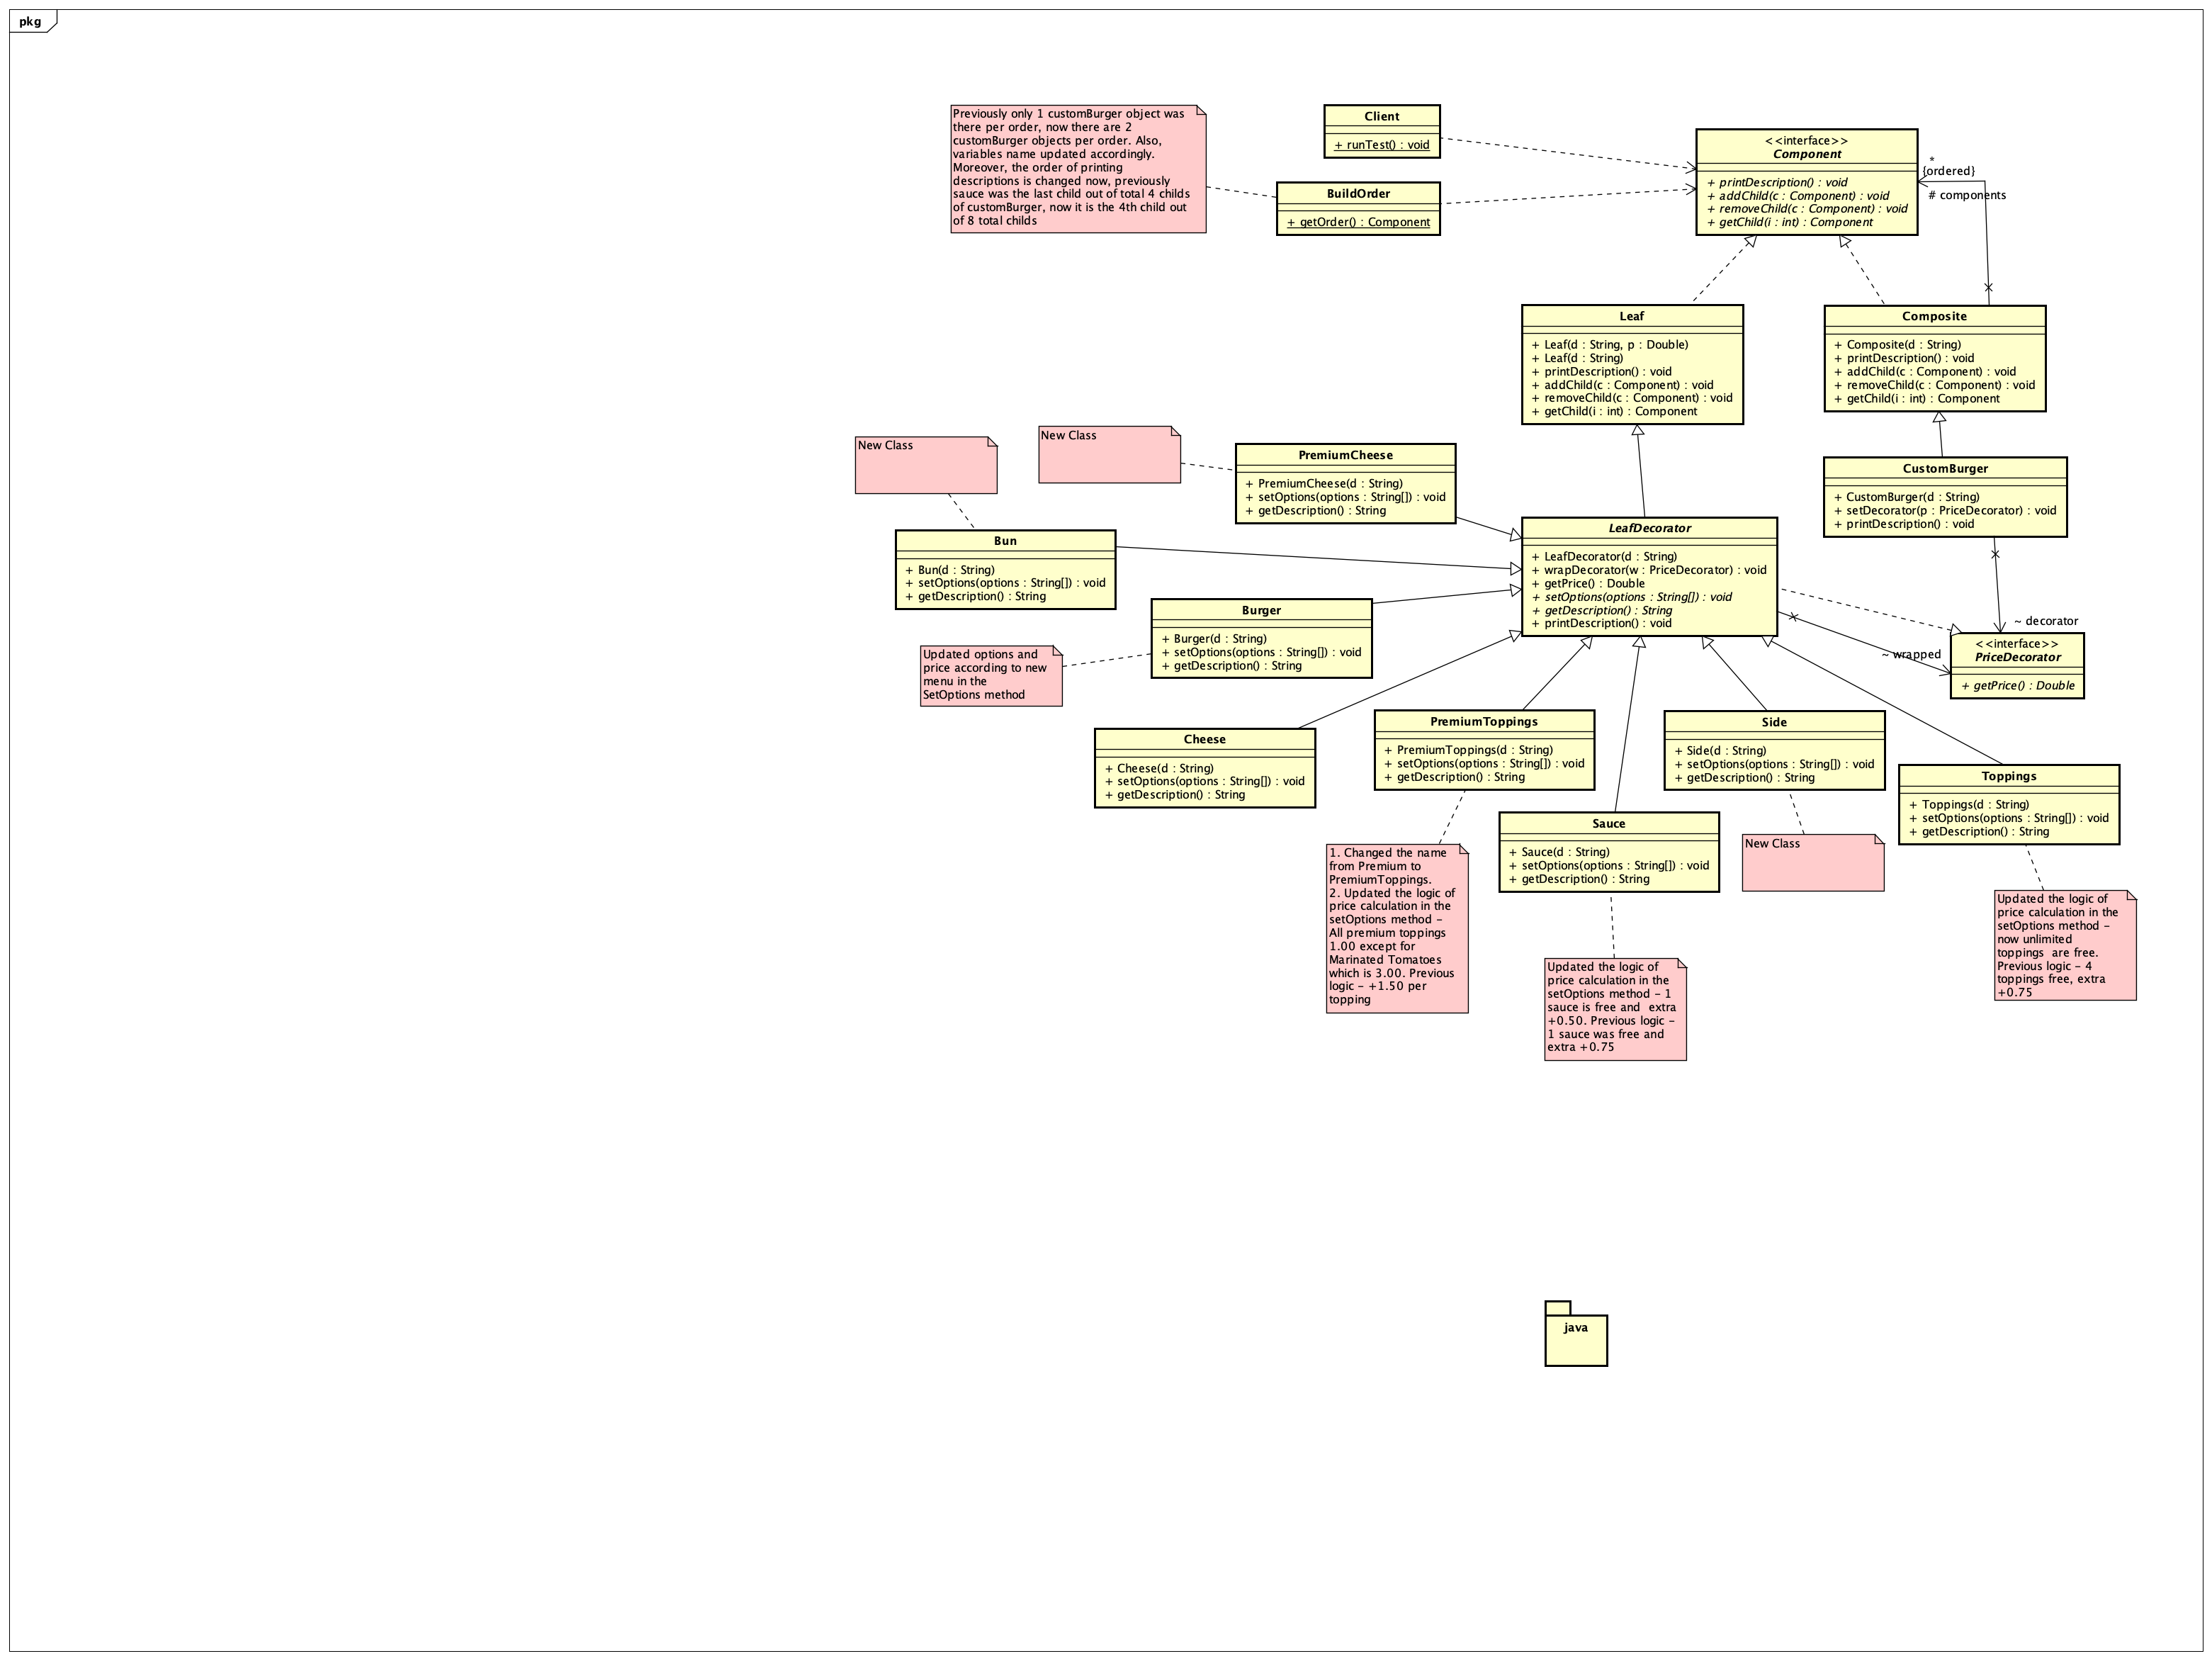 pkg
Previously only 1 customBurger object was
there per order, now there are 2
customBurger objects per order. Also,
variables name updated accordingly.
Moreover, the order of printing
descriptions is changed now, previously
sauce was the last child out of total 4 childs
of customBurger, now it is the 4th child out
of 8 total childs
Client
+ runTest() : void
BuildOrder
+ getOrder() : Component
<<interface>>
Component
+ printDescription() : void
+ addChild(c : Component) : void
+ removeChild(c : Component) : void
+ getChild(i : int) : Component
*
{ordered}
# components
Leaf
+ Leaf(d : String, p : Double)
+ Leaf(d : String)
+ printDescription() : void
+ addChild(c : Component) : void
+ removeChild(c : Component) : void
+ getChild(i : int) : Component
Composite
+ Composite(d : String)
+ printDescription() : void
+ addChild(c : Component) : void
+ removeChild(c : Component) : void
+ getChild(i : int) : Component
New Class
New Class
PremiumCheese
+ PremiumCheese(d : String)
+ setOptions(options : String[]) : void
+ getDescription() : String
CustomBurger
+ CustomBurger(d : String)
+ setDecorator(p : PriceDecorator) : void
+ printDescription() : void
Bun
+ Bun(d : String)
+ setOptions(options : String[]) : void
+ getDescription() : String
LeafDecorator
+ LeafDecorator(d : String)
+ wrapDecorator(w : PriceDecorator) : void
+ getPrice() : Double
+ setOptions(options : String[]) : void
+ getDescription() : String
+ printDescription() : void
Burger
+ Burger(d : String)
+ setOptions(options : String[]) : void
+ getDescription() : String
Updated options and
price according to new
menu in the
SetOptions method
~ decorator
~ wrapped
<<interface>>
PriceDecorator
+ getPrice() : Double
Cheese
+ Cheese(d : String)
+ setOptions(options : String[]) : void
+ getDescription() : String
PremiumToppings
+ PremiumToppings(d : String)
+ setOptions(options : String[]) : void
+ getDescription() : String
Side
+ Side(d : String)
+ setOptions(options : String[]) : void
+ getDescription() : String
Toppings
+ Toppings(d : String)
+ setOptions(options : String[]) : void
+ getDescription() : String
Sauce
+ Sauce(d : String)
+ setOptions(options : String[]) : void
+ getDescription() : String
1. Changed the name
from Premium to
PremiumToppings.
2. Updated the logic of
price calculation in the
setOptions method -
All premium toppings
1.00 except for
Marinated Tomatoes
which is 3.00. Previous
logic - +1.50 per
topping
New Class
Updated the logic of
price calculation in the
setOptions method -
now unlimited
toppings  are free.
Previous logic - 4
toppings free, extra
+0.75
Updated the logic of
price calculation in the
setOptions method - 1
sauce is free and  extra
+0.50. Previous logic -
1 sauce was free and
extra +0.75
java